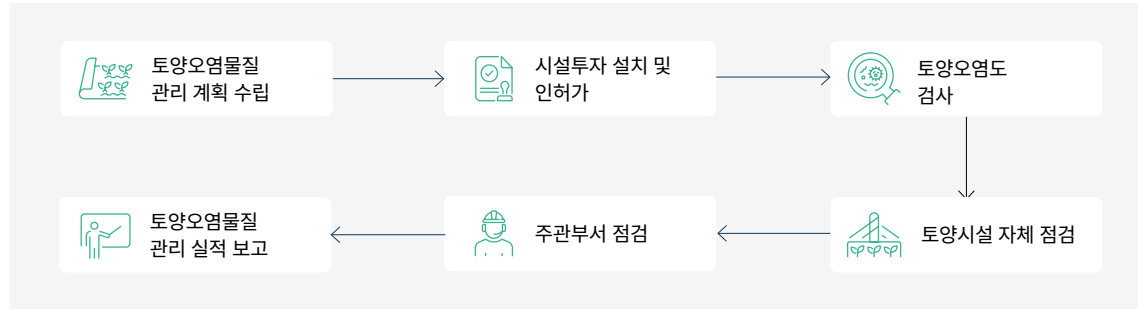 토양오염물질
관리 계획 수립
시설투자 설치 및
인허가
토양오염도
검사
토양시설 자체 점검
주관부서 점검
토양오염물질
관리 실적 보고